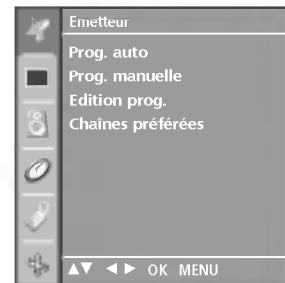 Emetteur
Prog. auto
Prog. manuelle
Edition prog.
Chaînes préférées
▲▼ ◄ ► OK MENU